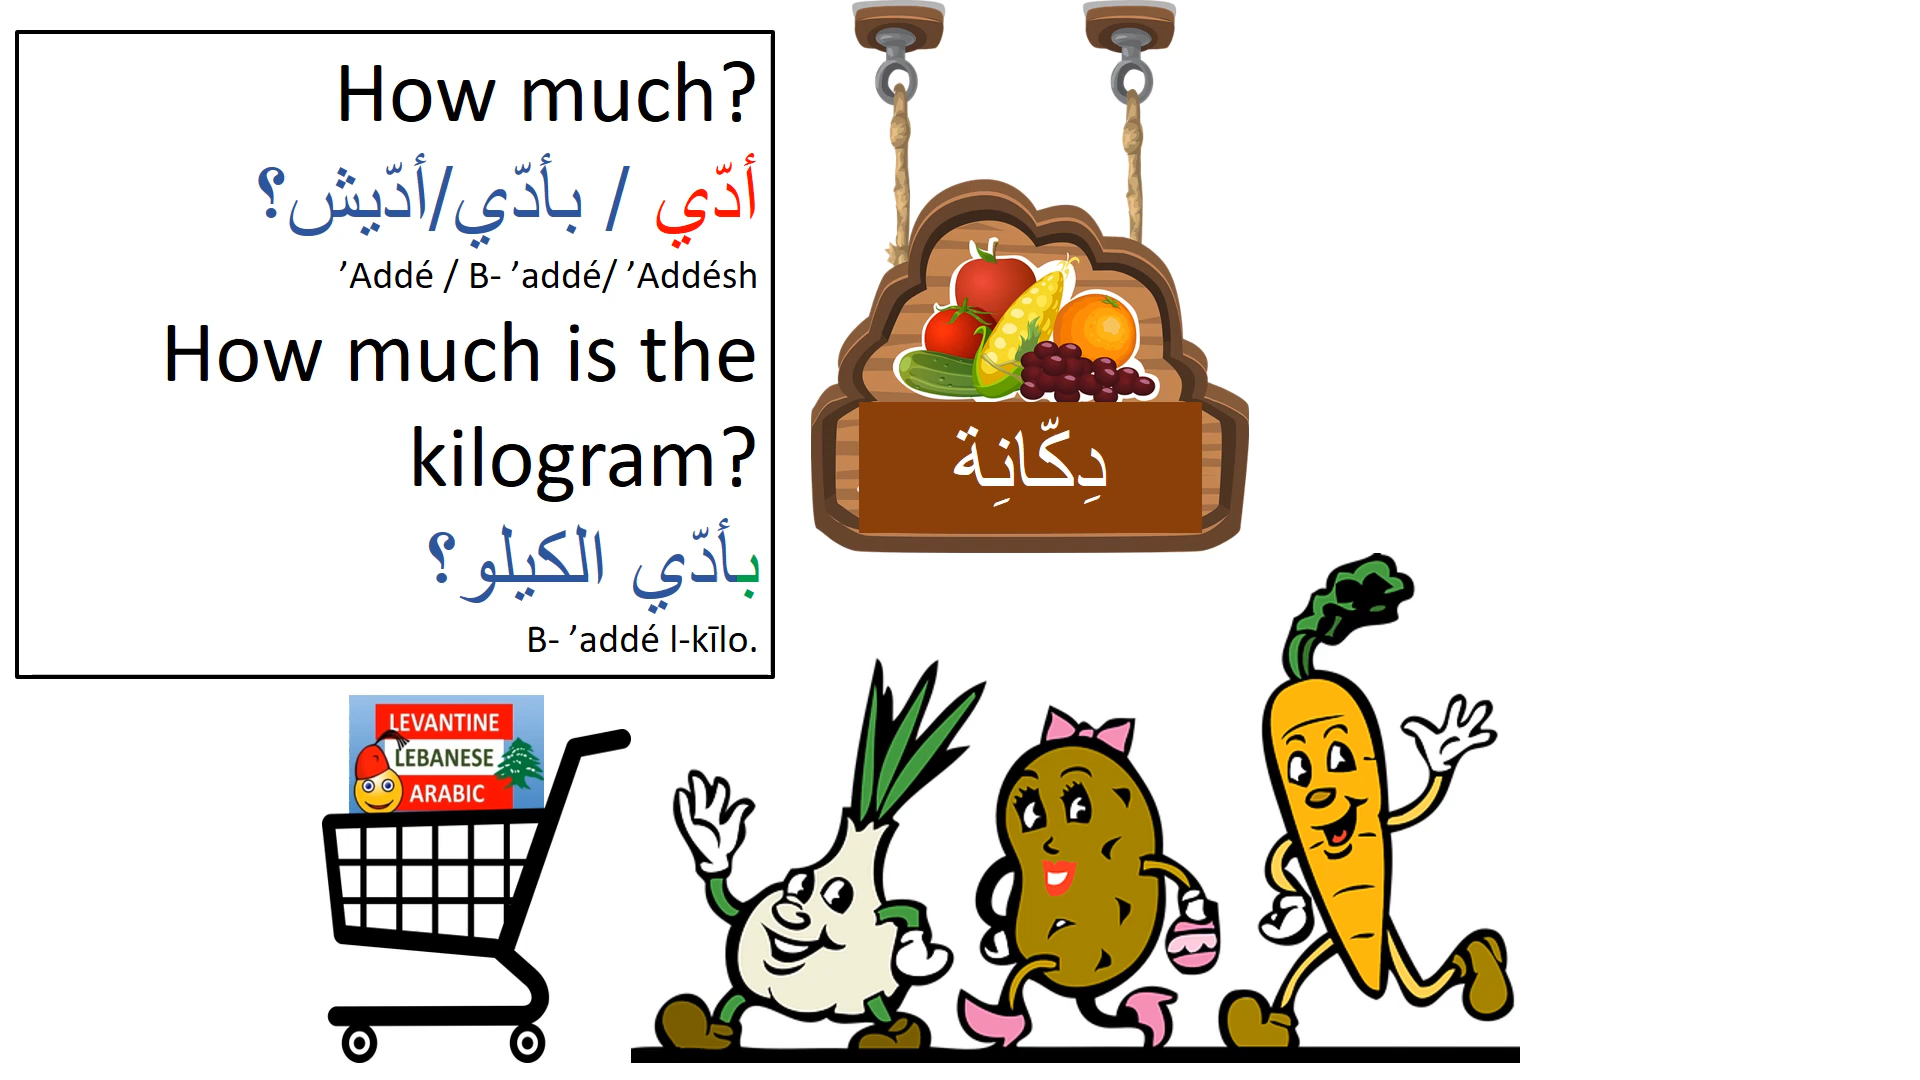 How much?
أدّي / بأدّي/أدّيش؟
’Addé / B- ’addé/ ’Addésh
How much is the
kilogram?
بأدّي الكيلو؟
B- ’addé l-kīlo.
دِكّانِة
LEVANTINE
LEBANESE
ARABIC